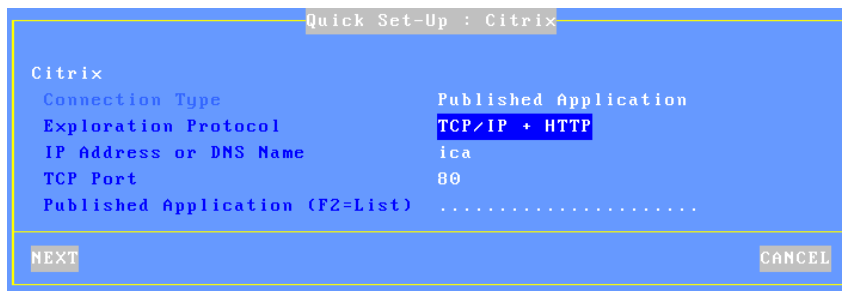 Quick Set-Up : Citrix
Citrix
Connection Type Published Application
Exploration Protocol TCP/IP + HTTP
IP Address or DNS Name ica
TCP Port 80
Published Application (F2=List) ......................
NEXT CANCEL